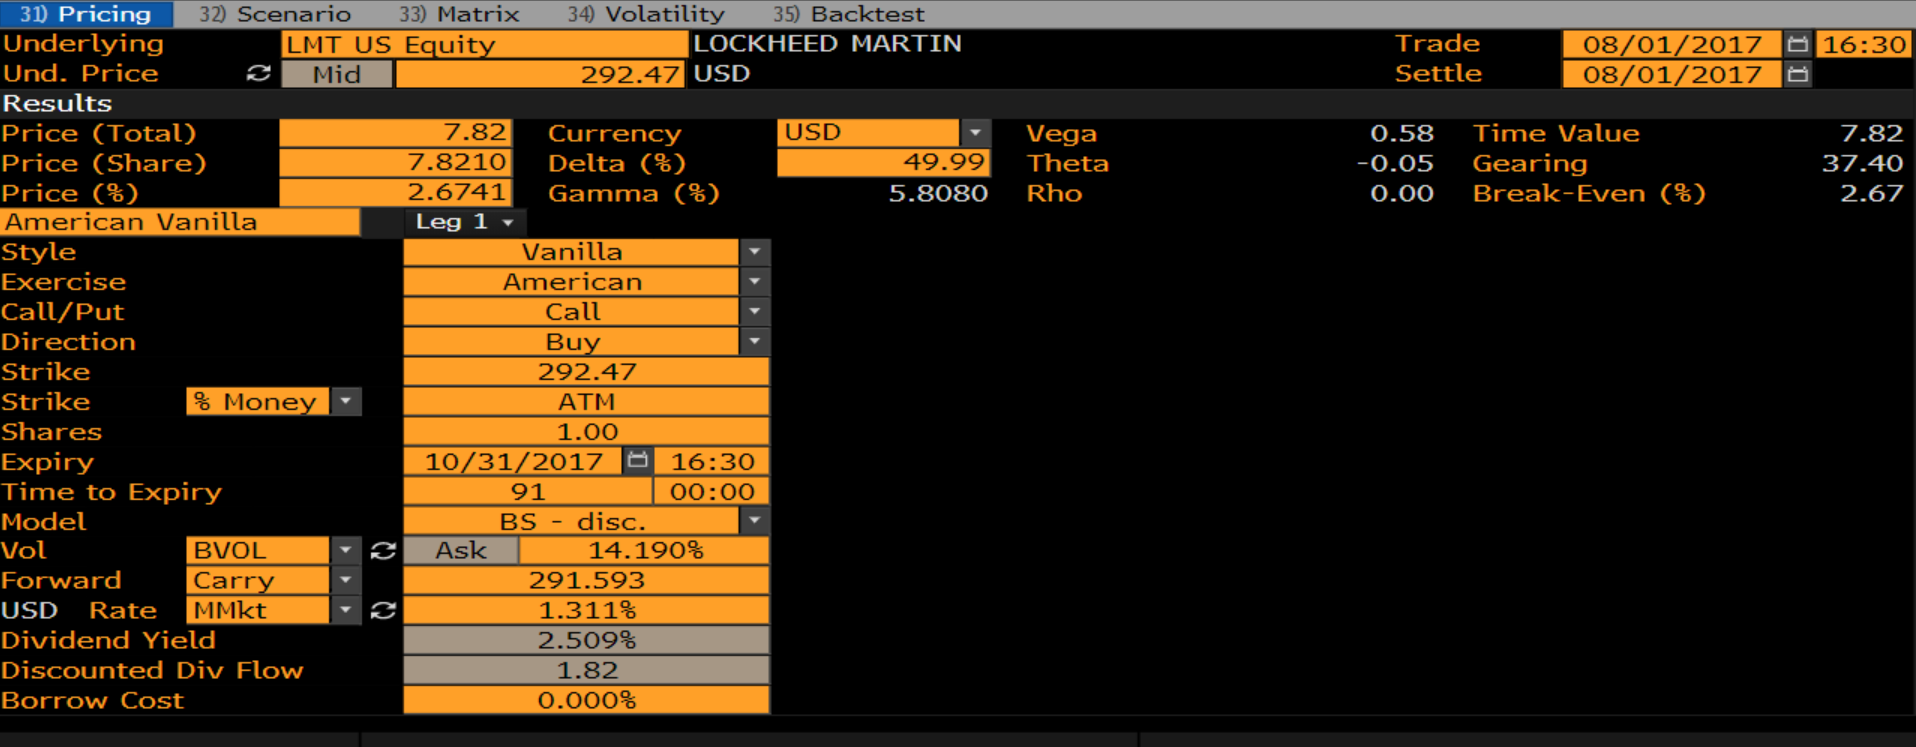 31) Pricing 32) Scenario 33) Matrix 34) Volatility 35) Backtest
Underlying LMT US Equity LOCKHEED MARTIN Trade 08/01/2017 16:30
Und. Price Mid 292.47 USD Settle 08/01/2017
Results
Price (Total) 7.82 Currency USD Vega 0.58 Time Value 7.82
Price (Share) 7.8210 Delta (%) 49.99 Theta -0.05 Gearing 37.40
Price (%) 2.6741 Gamma (%) 5.8080 Rho 0.00 Break-Even (%) 2.67
American Vanilla Leg 1
Style Vanilla
Exercise American
Call/Put Call
Direction Buy
Strike 292.47
Strike % Money ATM
Shares 1.00
Expiry 10/31/2017 16:30
Time to Expiry 91 00:00
Model BS - disc.
Vol BVOL Ask 14.190%
Forward Carry 291.593
USD Rate MMkt 1.311%
Dividend Yield 2.509%
Discounted Div Flow 1.82
Borrow Cost 0.000%